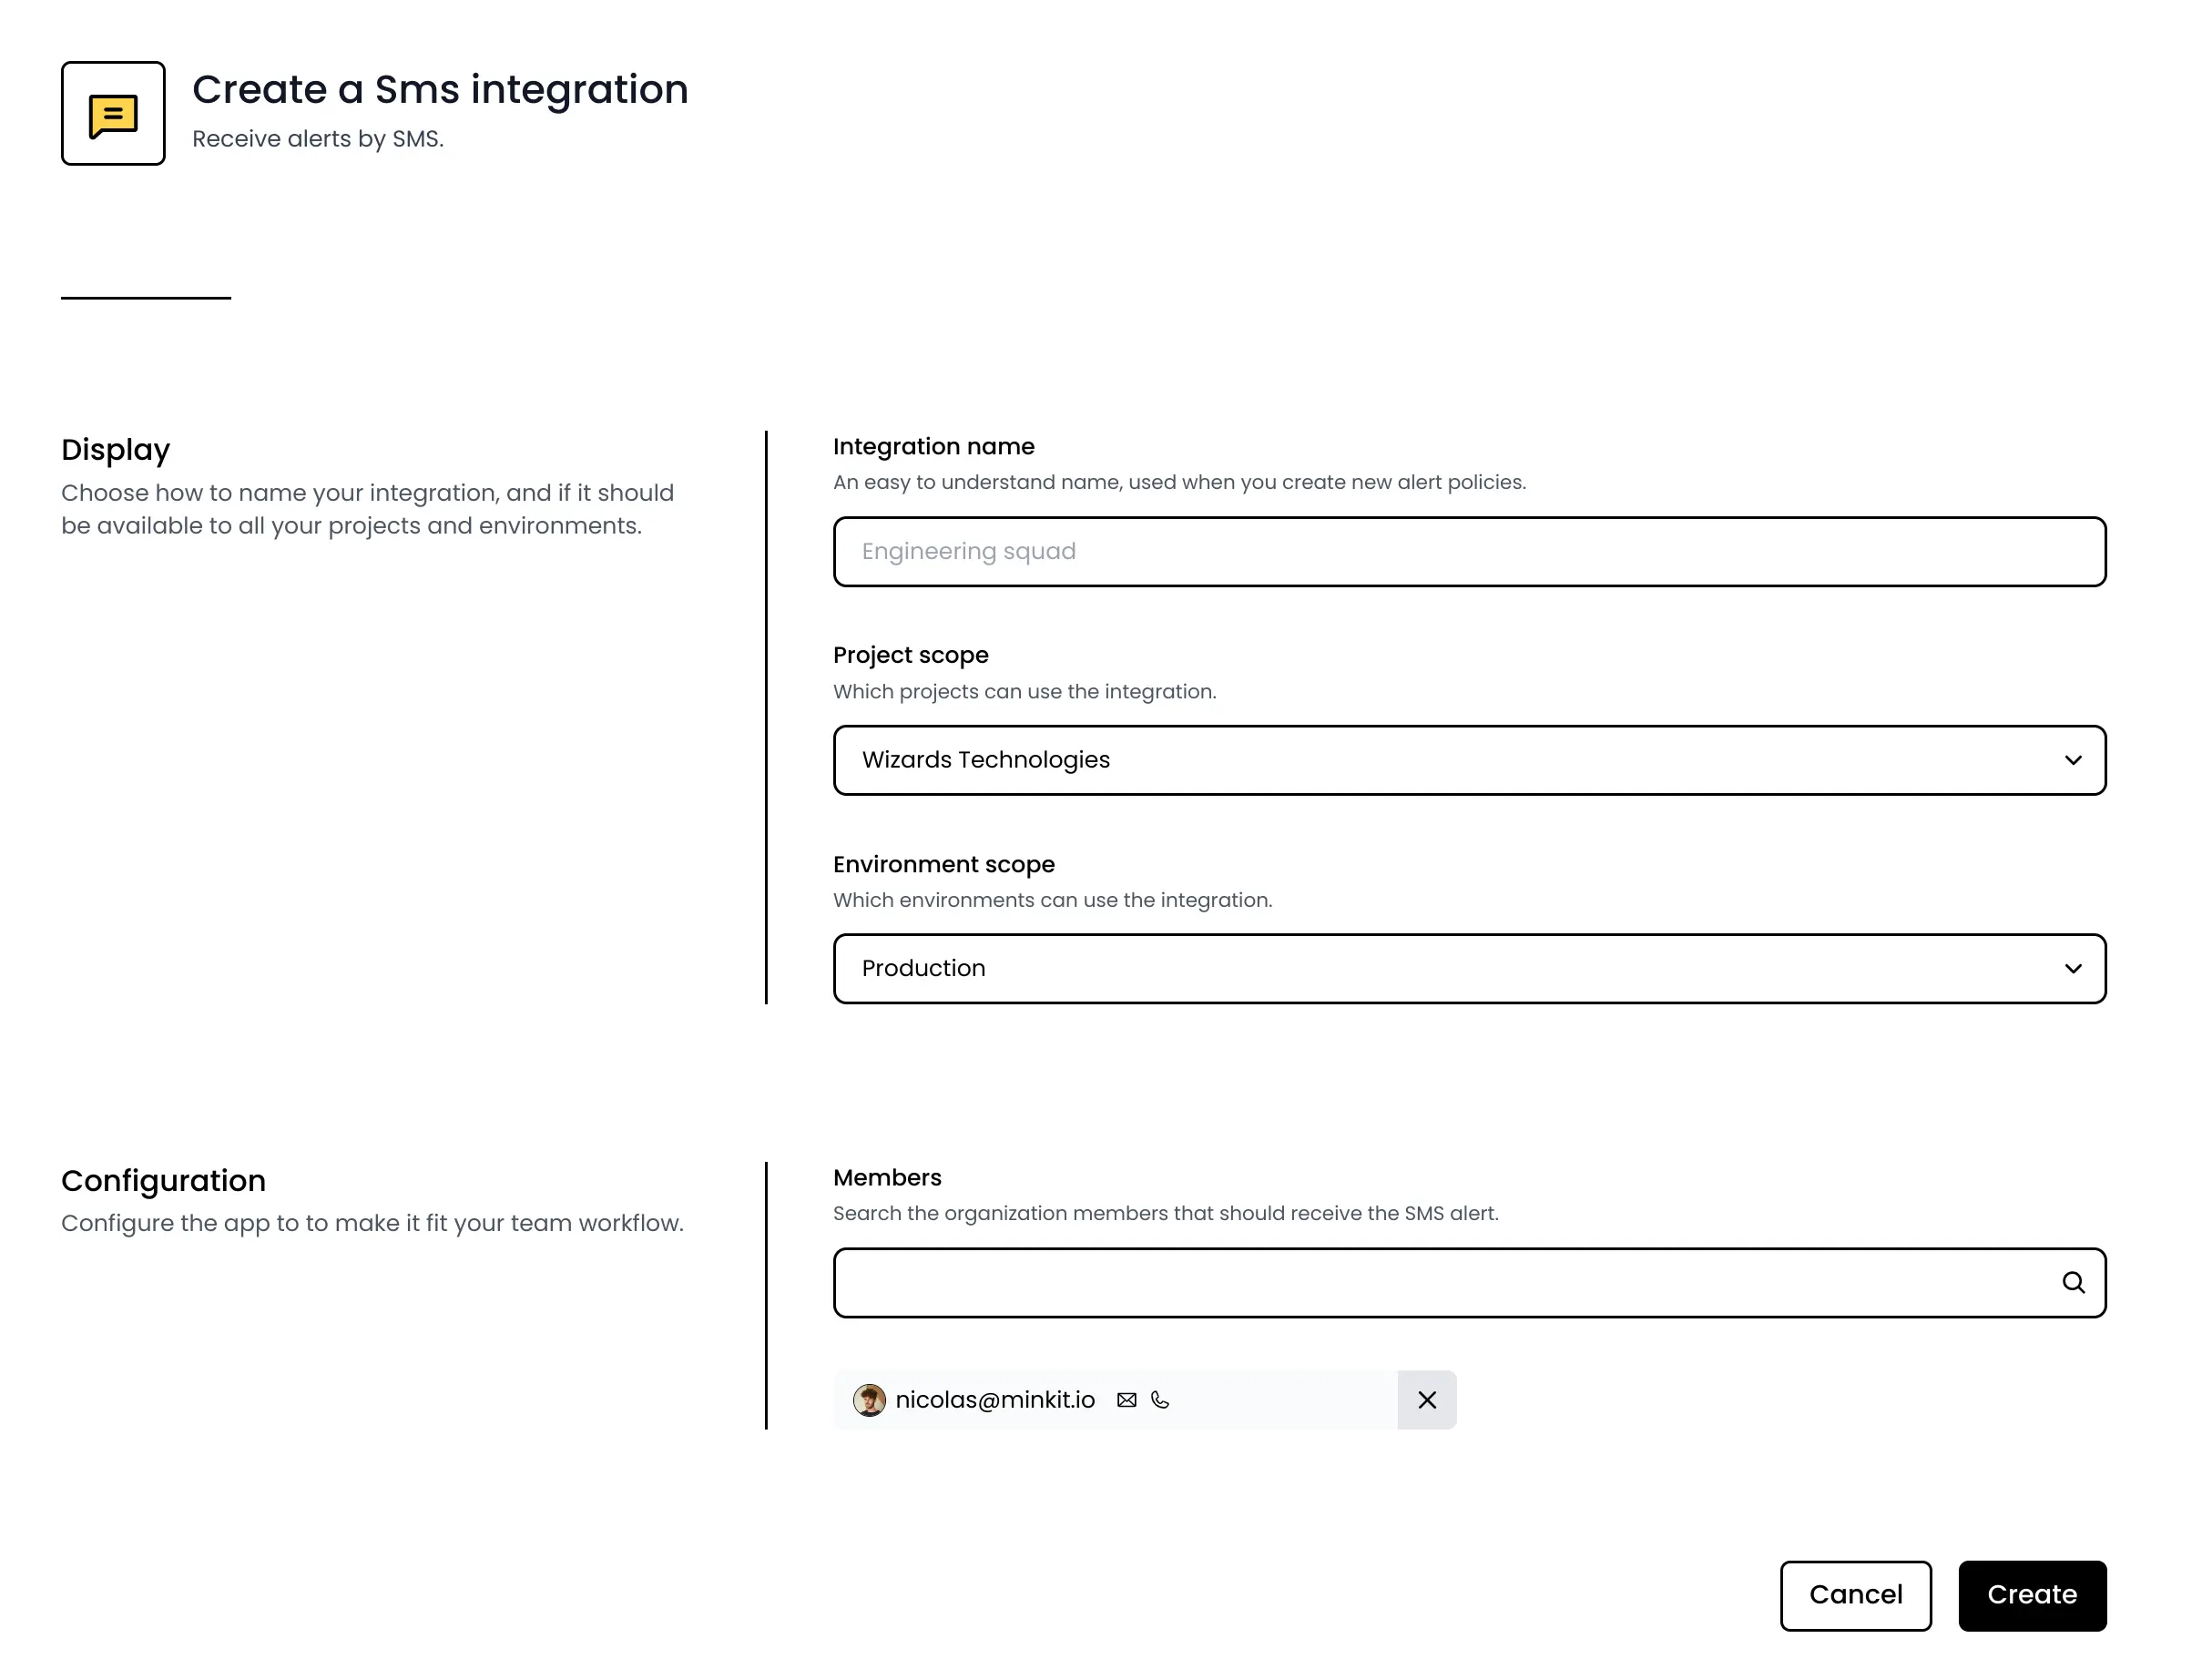 Create a Sms integration
Receive alerts by SMS.
Display
Choose how to name your integration, and if it should
be available to all your projects and environments.
Integration name
An easy to understand name, used when you create new alert policies.
Engineering squad
Project scope
Which projects can use the integration.
Wizards Technologies
Environment scope
Which environments can use the integration.
Production
Configuration
Configure the app to to make it fit your team workflow.
Members
Search the organization members that should receive the SMS alert.
nicolas@minkit.io
Cancel
Create